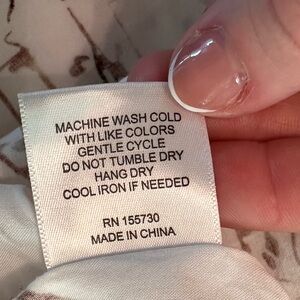 MACHINE WASH COLD
WITH LIKE COLORS
GENTLE CYCLE
DO NOT TUMBLE DRY
HANG DRY
COOL IRON IF NEEDED
RN 155730
MADE IN CHINA